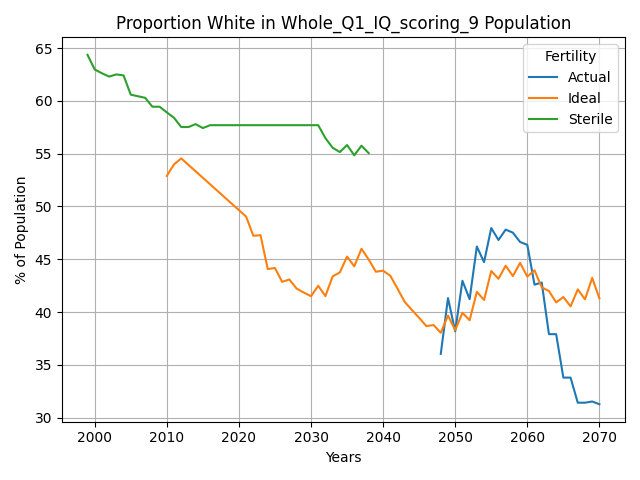 Proportion White in Whole_Q1_IQ_scoring_9 Population
% of Population
65
60
55
50
45
40
35
30
Fertility
Actual
Ideal
Sterile
2000
2010
2020
2030
2040
2050
2060
2070
Years